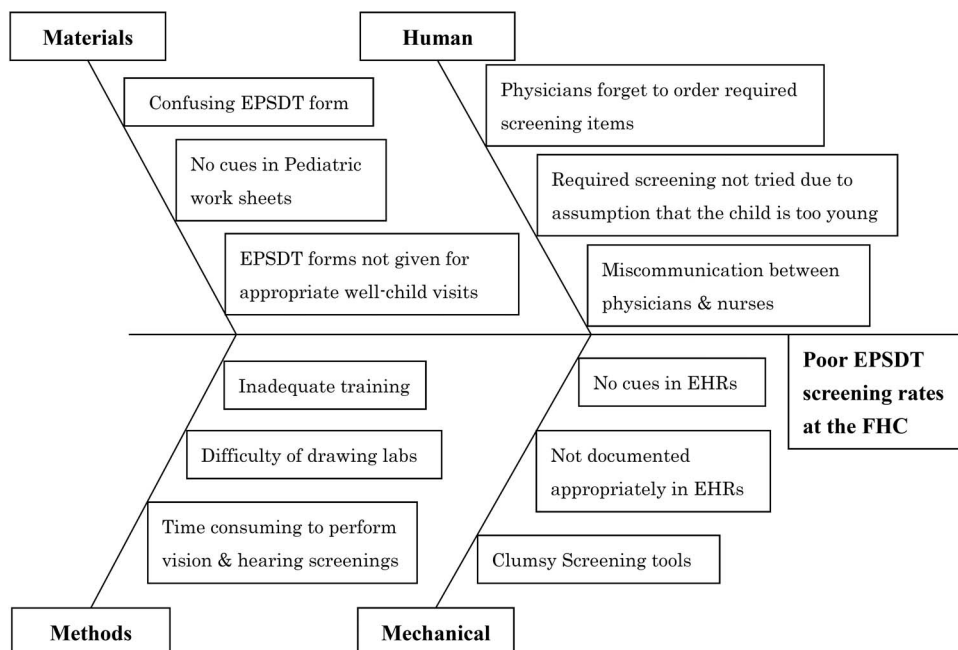 Materials
Human
Confusing EPSDT form
No cues in Pediatric
work sheets
EPSDT forms not given for
appropriate well-child visits
Physicians forget to order required
screening items
Required screening not tried due to
assumption that the child is too young
Miscommunication between
physicians & nurses
Poor EPSDT
screening rates
at the FHC
Inadequate training
Difficulty of drawing labs
Time consuming to perform
vision & hearing screenings
No cues in EHRs
Not documented
appropriately in EHRs
Clumsy Screening tools
Methods
Mechanical